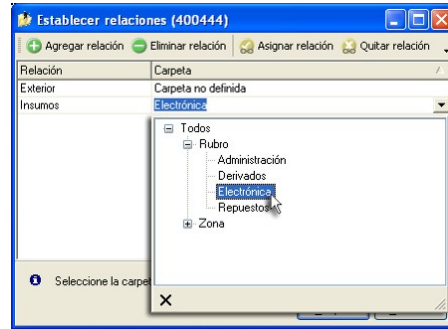 Establecer relaciones (400444)
Agregar relación Eliminar relación Asignar relación Quitar relación
Relación Carpeta
Exterior Carpeta no definida
Insumos Electrónica
Todos
Rubro
Administración
Derivados
Electrónica
Repuestos
Zona
Seleccione la